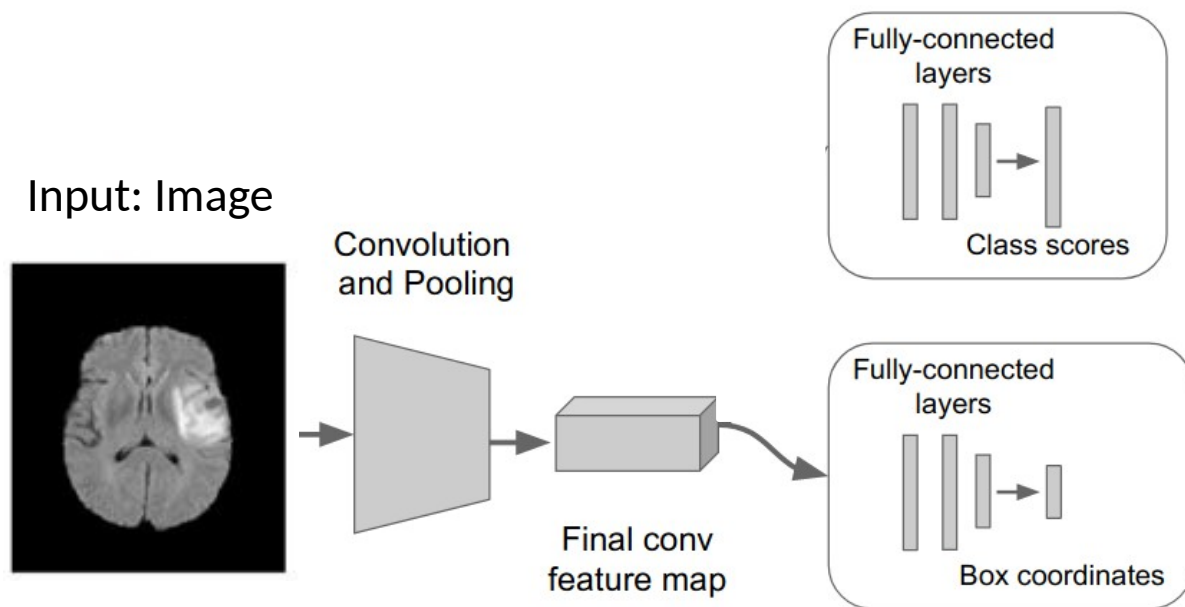 Input: Image
Convolution
and Pooling
Final conv
feature map
Fully-connected
layers
Class scores
Fully-connected
layers
Box coordinates